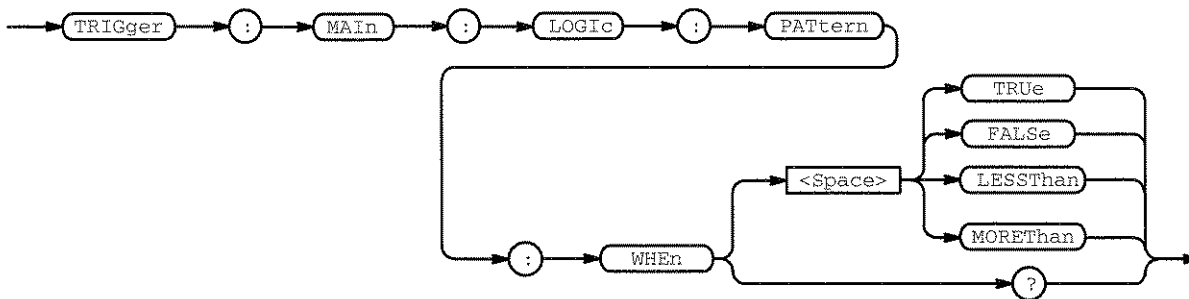 TRIGger : MAIn : LOGIc : PATtern
TRUe
FALSe
<Space> LESSThan
MOREThan
: WHEn
?